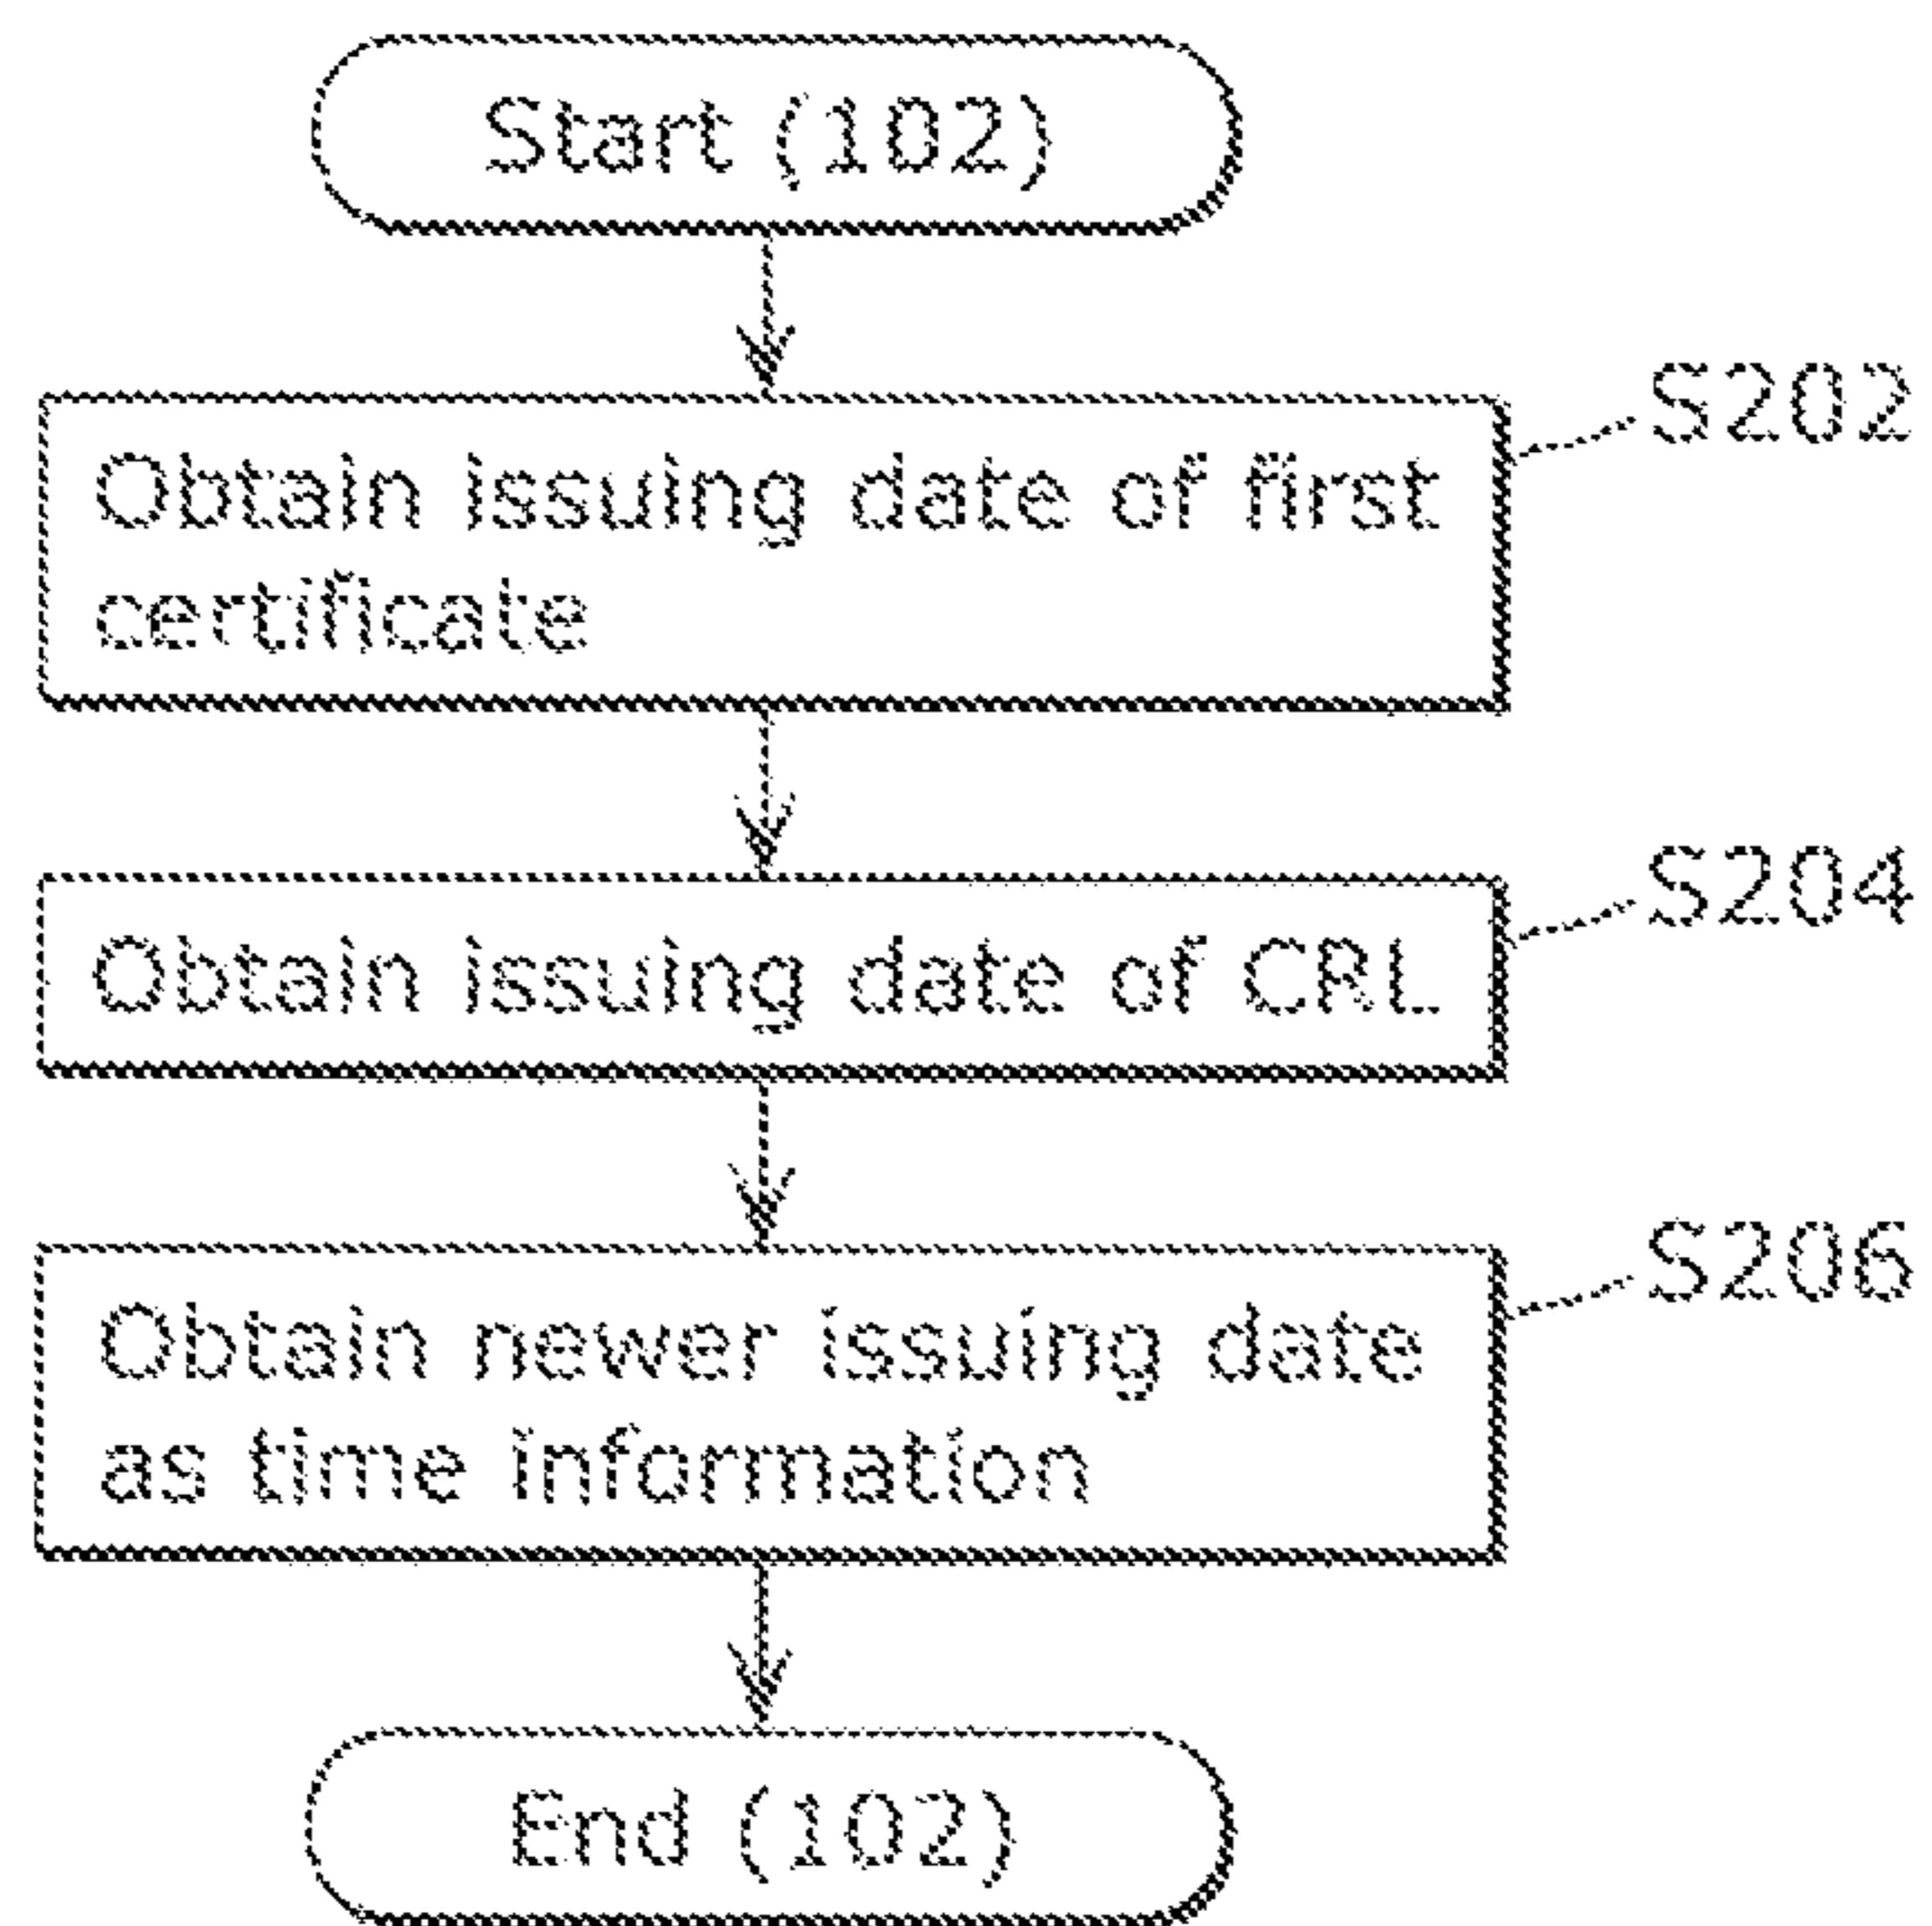 Start (102)
S202
Obtain issuing date of first
certificate
S204
Obtain issuing date of CRL
S206
Obtain newer issuing date
as time information
End (102)